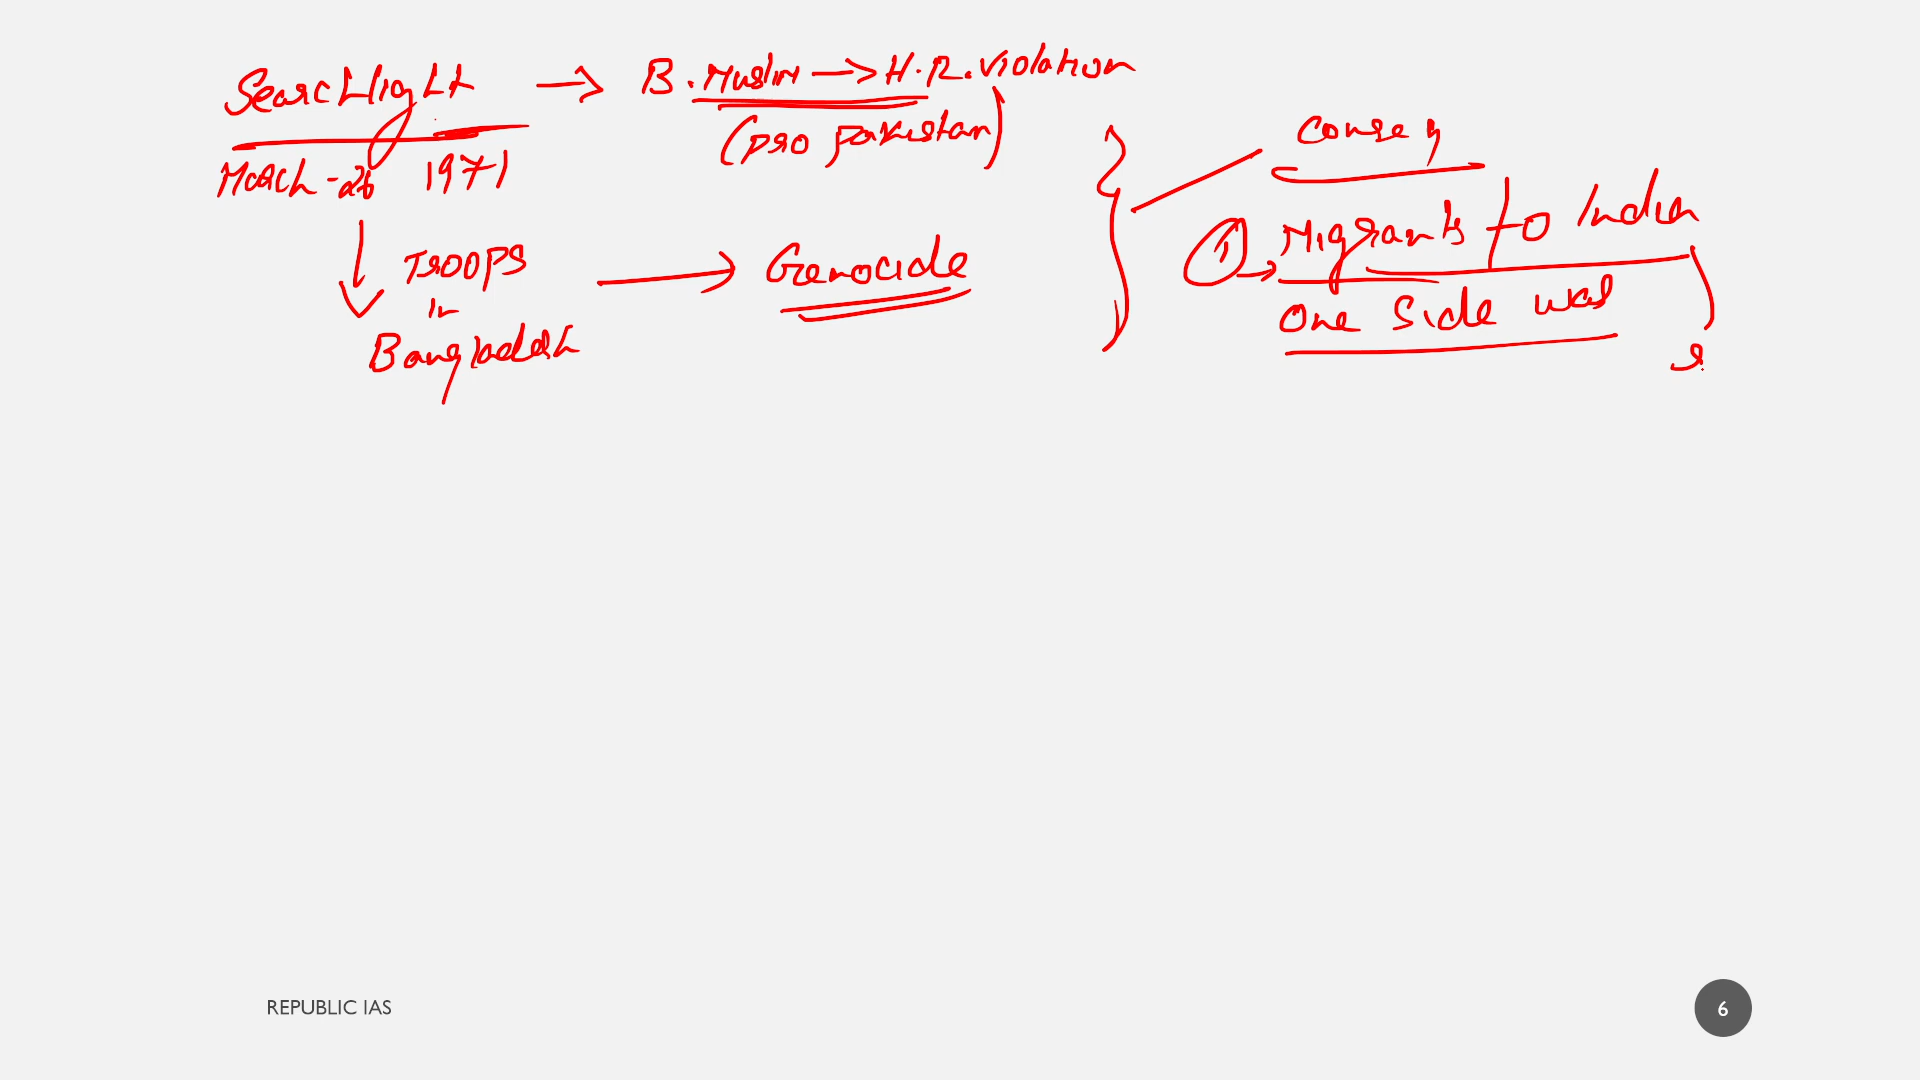 Searchlight → B. Muslim → H.R. Violation
(pro pakistan)
March-26 1971
Troops
in
Bangladesh
→ Genocide
Conseq
① → Migrants to India
One Side war
REPUBLIC IAS
6